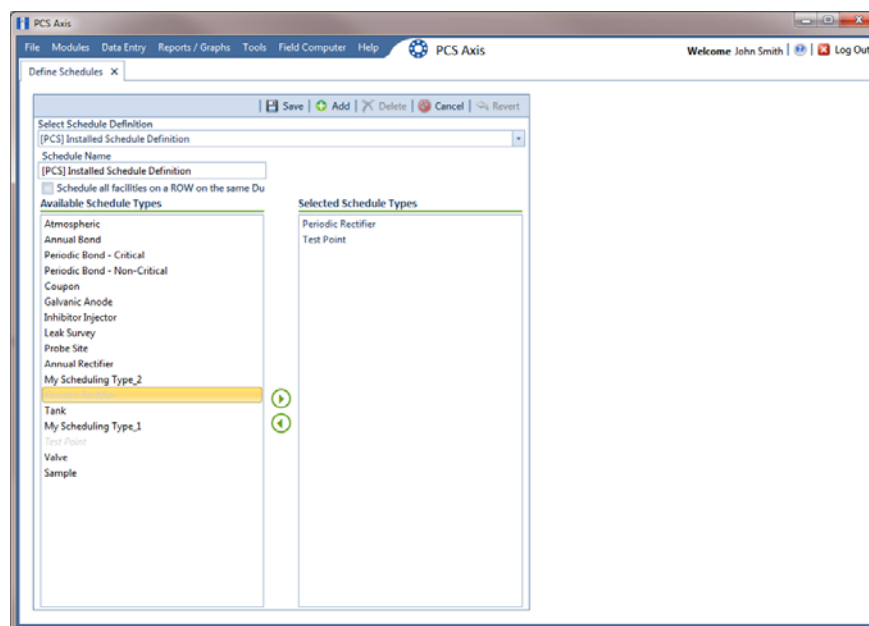 PCS Axis
File Modules Data Entry Reports / Graphs Tools Field Computer Help PCS Axis Welcome John Smith Log Out
Define Schedules X
Save Add Delete Cancel Revert
Select Schedule Definition
[PCS] Installed Schedule Definition
Schedule Name
[PCS] Installed Schedule Definition
Schedule all facilities on a ROW on the same Du
Available Schedule Types Selected Schedule Types
Atmospheric Periodic Rectifier
Annual Bond Test Point
Periodic Bond - Critical
Periodic Bond - Non-Critical
Coupon
Galvanic Anode
Inhibitor Injector
Leak Survey
Probe Site
Annual Rectifier
My Scheduling Type_2
Tank
My Scheduling Type_1
Test Point
Valve
Sample